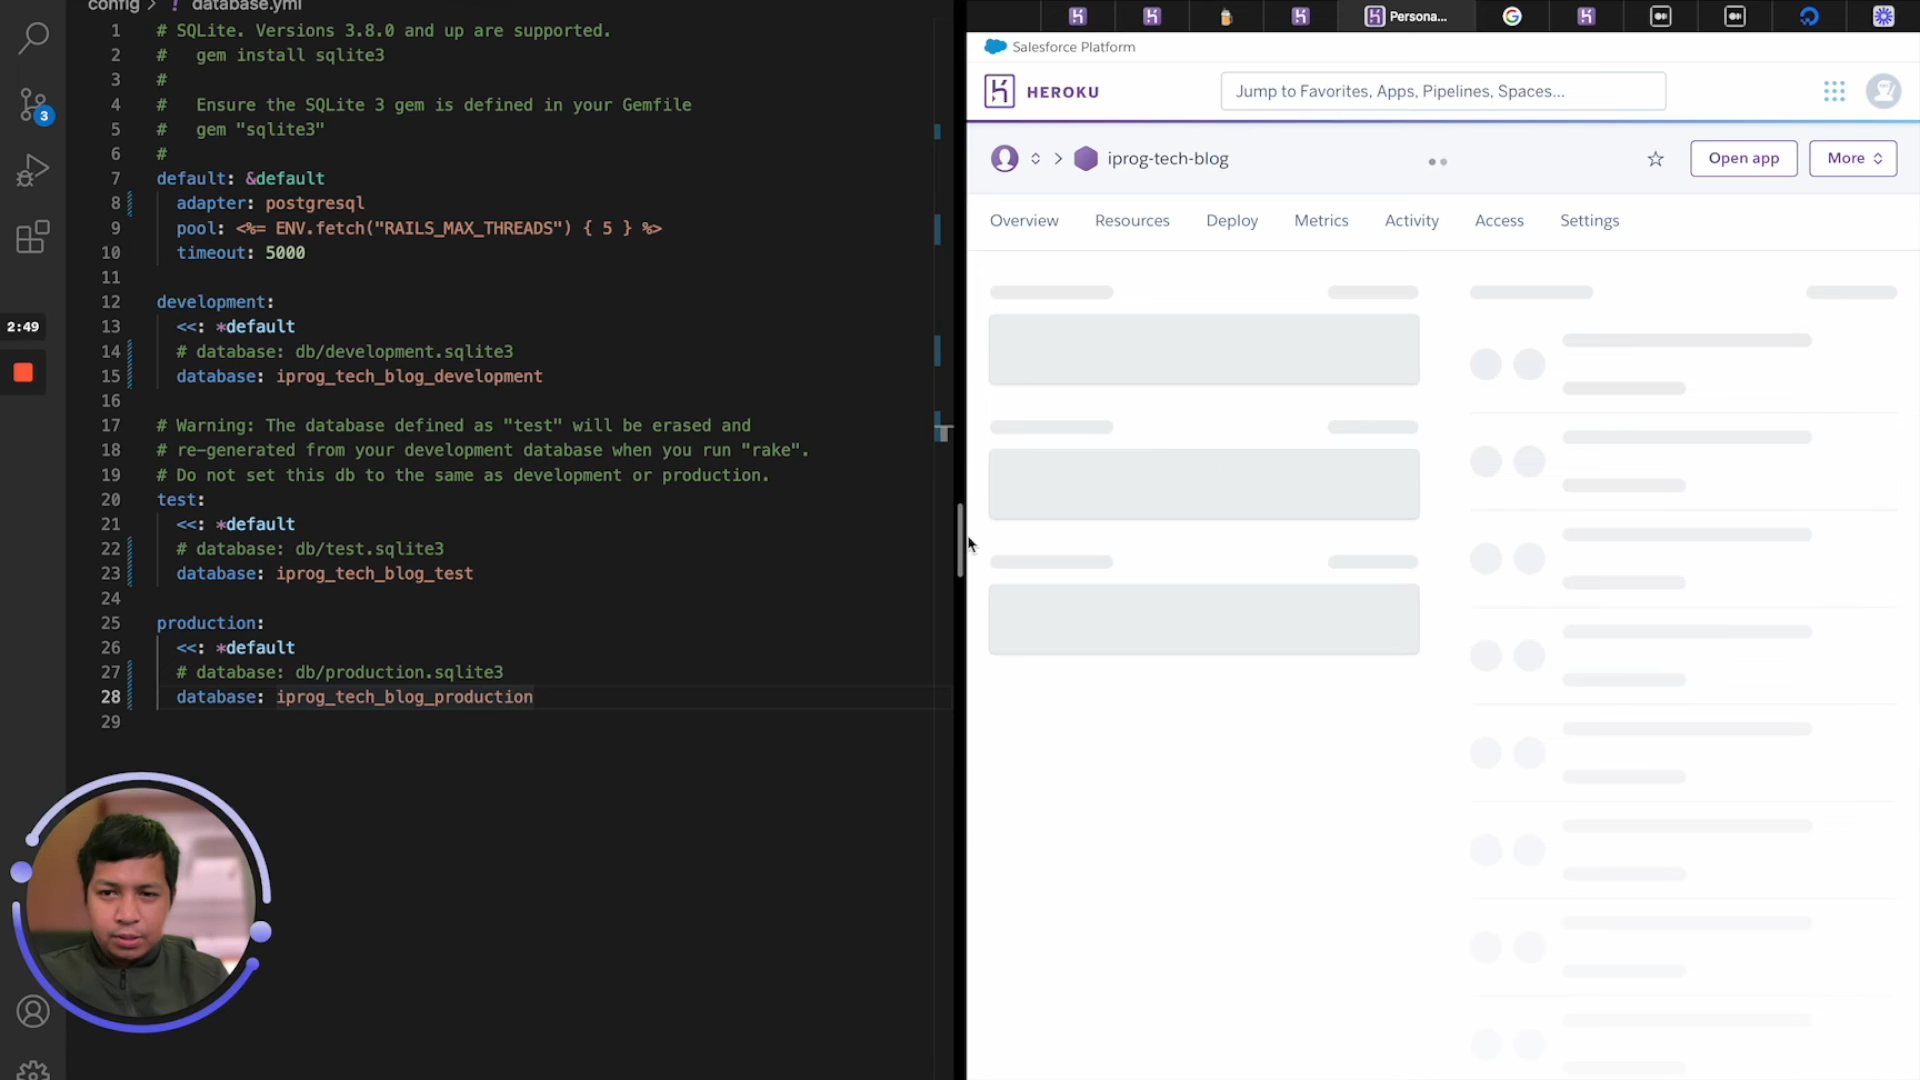 config > ! database.yml
1 # SQLite. Versions 3.8.0 and up are supported.
2 #   gem install sqlite3
3 #
4 #   Ensure the SQLite 3 gem is defined in your Gemfile
5 #   gem "sqlite3"
6 #
7 default: &default
8   adapter: postgresql
9   pool: <%= ENV.fetch("RAILS_MAX_THREADS") { 5 } %>
10   timeout: 5000
11
12 development:
13   <<: *default
14   # database: db/development.sqlite3
15   database: iprog_tech_blog_development
16
17 # Warning: The database defined as "test" will be erased and
18 # re-generated from your development database when you run "rake".
19 # Do not set this db to the same as development or production.
20 test:
21   <<: *default
22   # database: db/test.sqlite3
23   database: iprog_tech_blog_test
24
25 production:
26   <<: *default
27   # database: db/production.sqlite3
28   database: iprog_tech_blog_production
29
3
2:49
Persona...
Salesforce Platform
HEROKU
Jump to Favorites, Apps, Pipelines, Spaces...
> iprog-tech-blog
Open app
More
Overview Resources Deploy Metrics Activity Access Settings